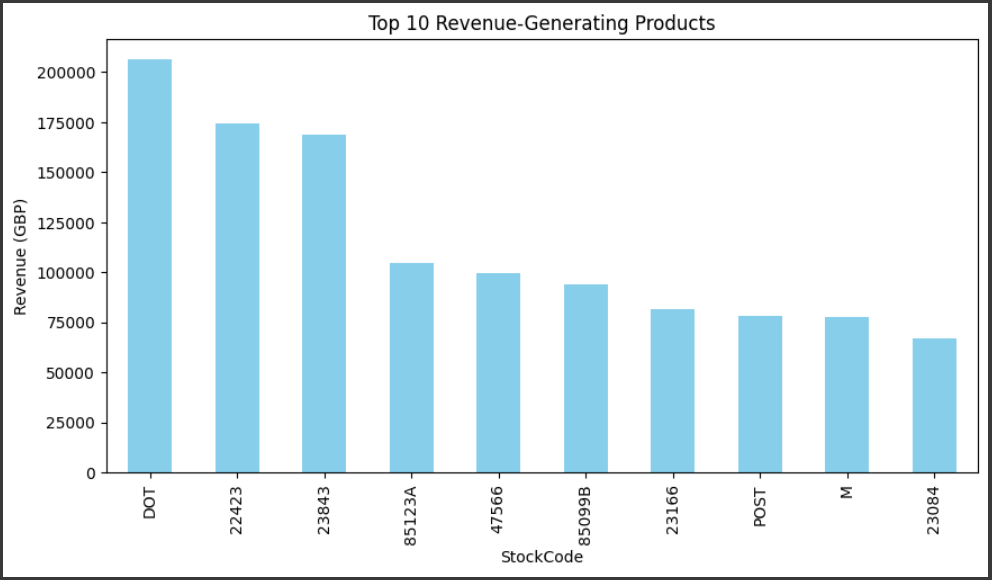 Top 10 Revenue-Generating Products
Revenue (GBP)
200000
175000
150000
125000
100000
75000
50000
25000
0
DOT
22423
23843
85123A
47566
85099B
23166
POST
M
23084
StockCode